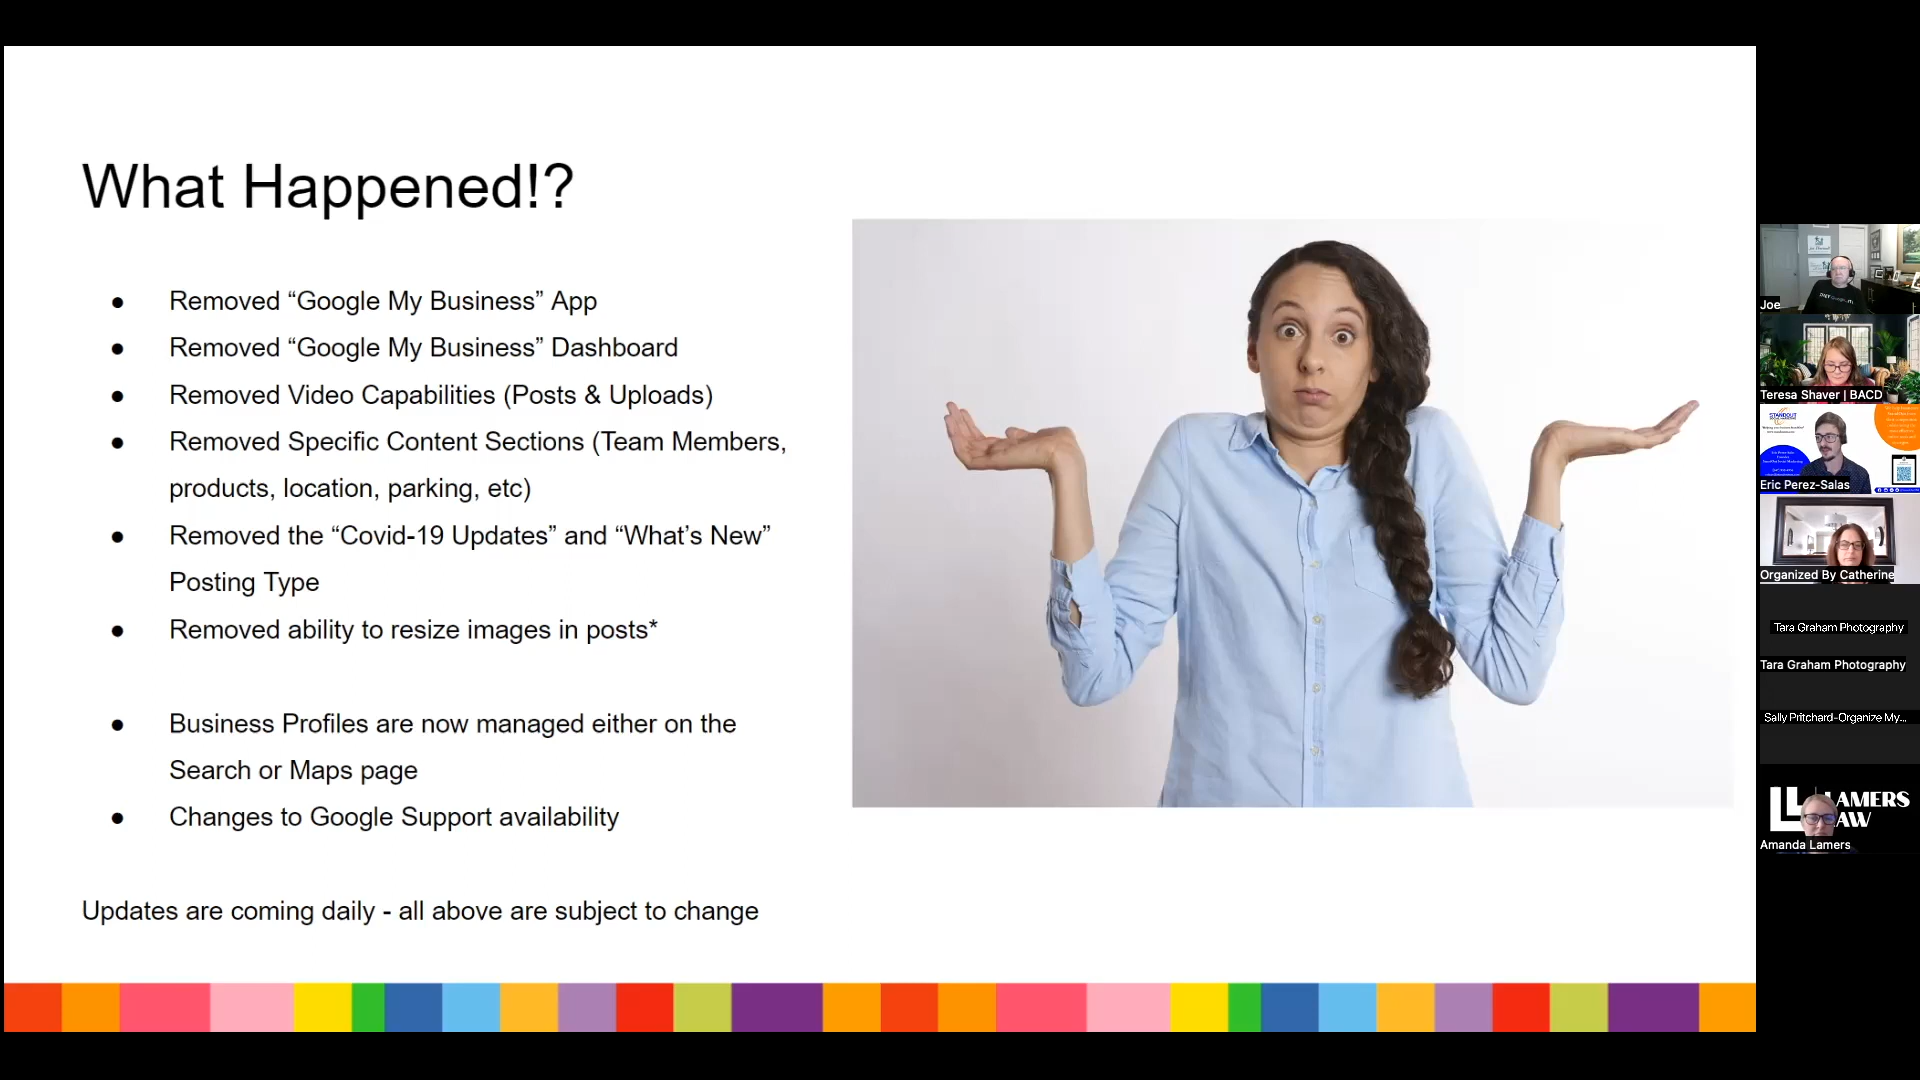 What Happened!?
● Removed “Google My Business” App
● Removed “Google My Business” Dashboard
● Removed Video Capabilities (Posts & Uploads)
● Removed Specific Content Sections (Team Members,
products, location, parking, etc)
● Removed the “Covid-19 Updates” and “What’s New”
Posting Type
● Removed ability to resize images in posts*
● Business Profiles are now managed either on the
Search or Maps page
● Changes to Google Support availability
Updates are coming daily - all above are subject to change
Joe
Teresa Shaver | BACD
STANDOUT
Eric Perez-Salas
Organized By Catherine
Tara Graham Photography
Tara Graham Photography
Sally Pritchard-Organize My...
LAMERS
LAW
Amanda Lamers